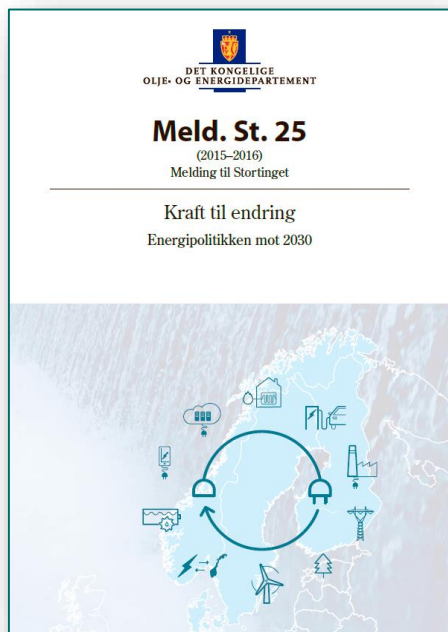 DET KONGELIGE
OLJE- OG ENERGIDEPARTEMENT
Meld. St. 25
(2015–2016)
Melding til Stortinget
Kraft til endring
Energipolitikken mot 2030